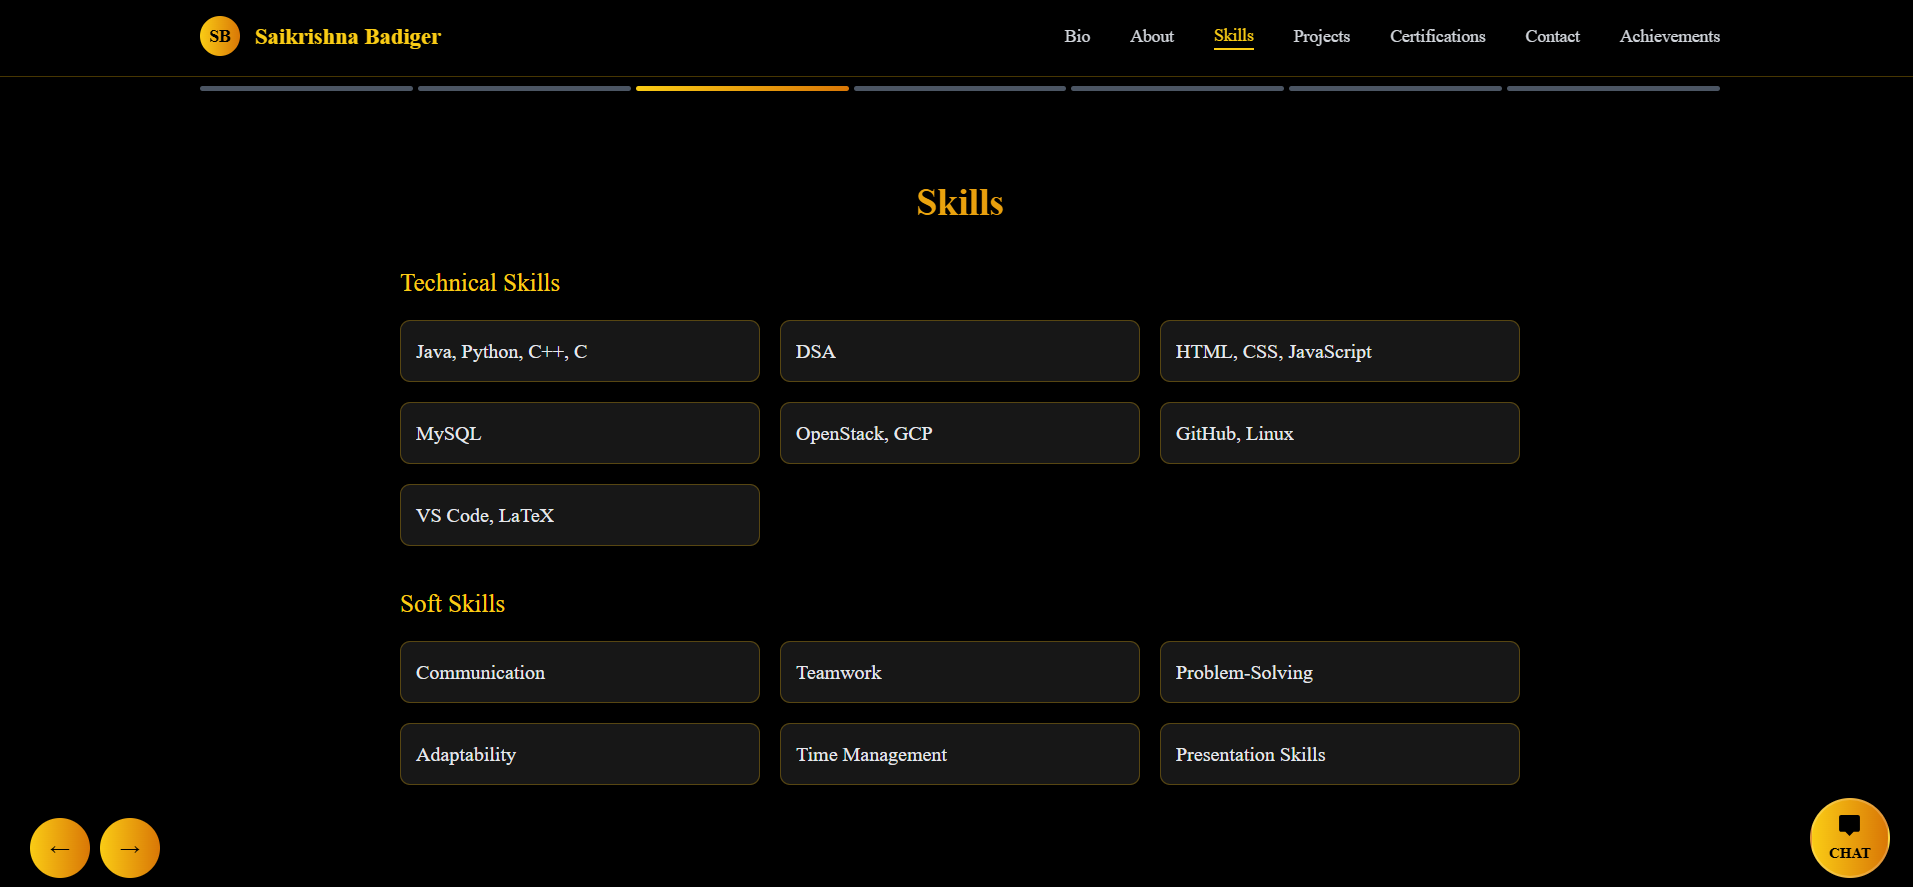 SB Saikrishna Badiger Bio About Skills Projects Certifications Contact Achievements
Skills
Technical Skills
Java, Python, C++, C
DSA
HTML, CSS, JavaScript
MySQL
OpenStack, GCP
GitHub, Linux
VS Code, LaTeX
Soft Skills
Communication
Teamwork
Problem-Solving
Adaptability
Time Management
Presentation Skills
← →
CHAT